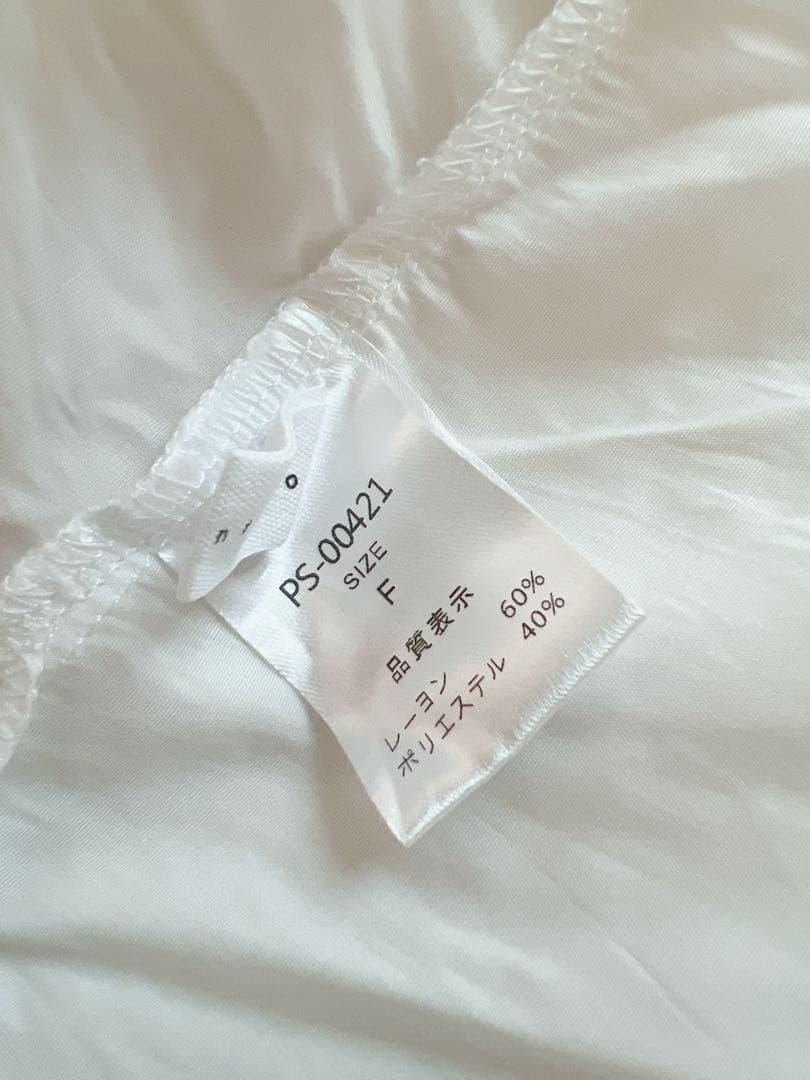 PS-00421
SIZE
F
品質表示
レーヨン 60%
ポリエステル 40%